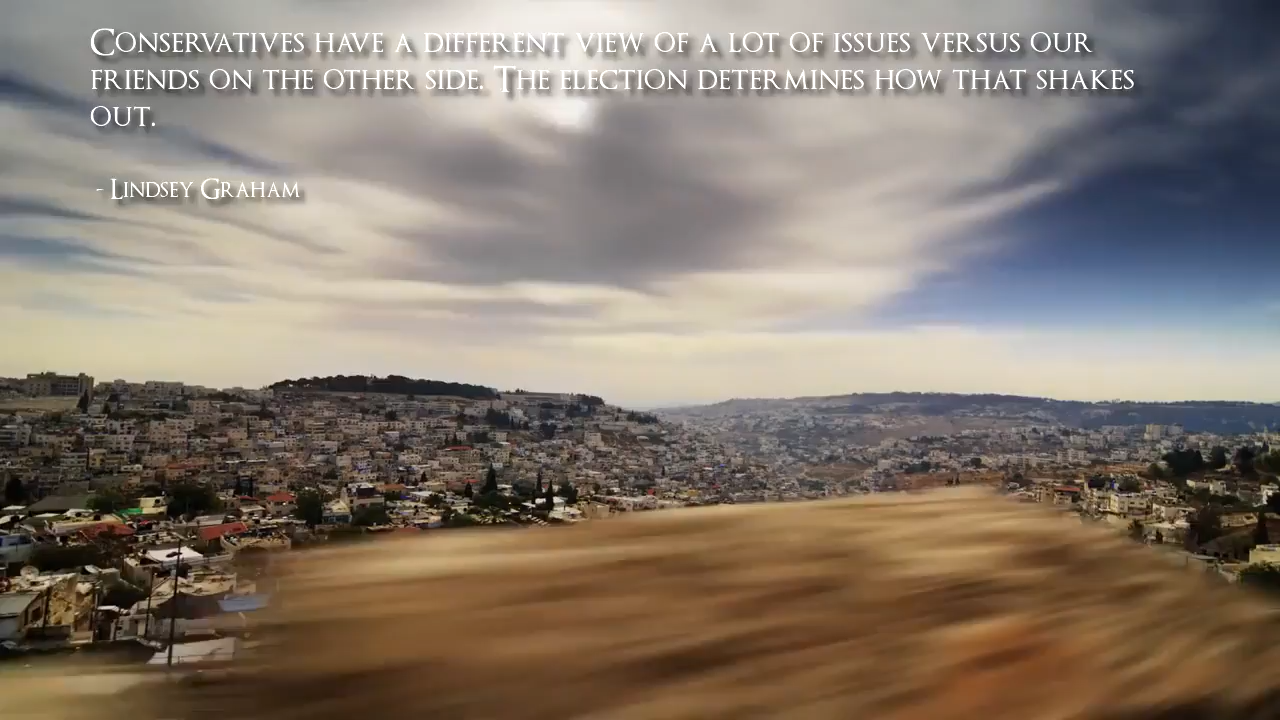 Conservatives have a different view of a lot of issues versus our
friends on the other side. The election determines how that shakes
out.
- Lindsey Graham